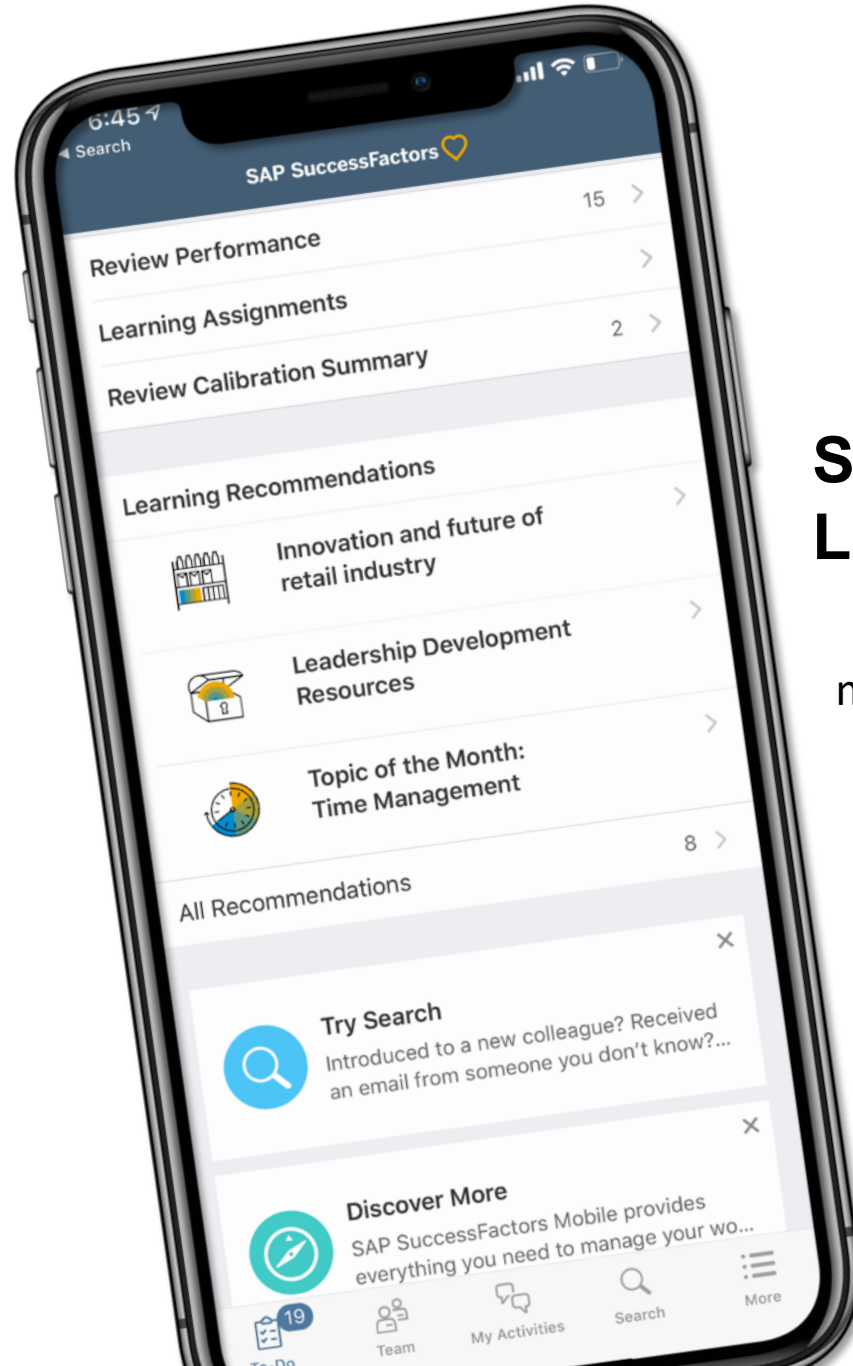 6:45
Search
SAP SuccessFactors
Review Performance
15
Learning Assignments
Review Calibration Summary
2
Learning Recommendations
Innovation and future of
retail industry
Leadership Development
Resources
Topic of the Month:
Time Management
All Recommendations
8
Try Search
Introduced to a new colleague? Received
an email from someone you don't know?...
Discover More
SAP SuccessFactors Mobile provides
everything you need to manage your wo...
19
To-Do
Team
My Activities
Search
More
S
L